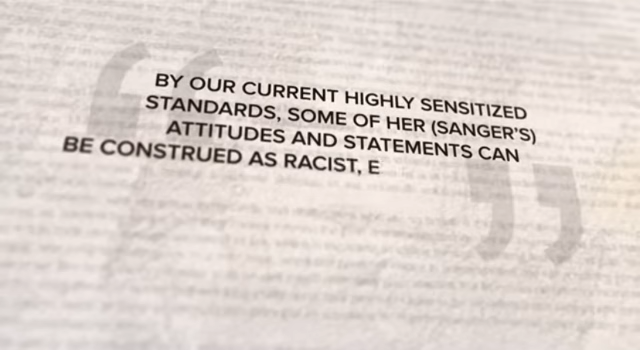 BY OUR CURRENT HIGHLY SENSITIZED
STANDARDS, SOME OF HER (SANGER'S)
ATTITUDES AND STATEMENTS CAN
BE CONSTRUED AS RACIST, E